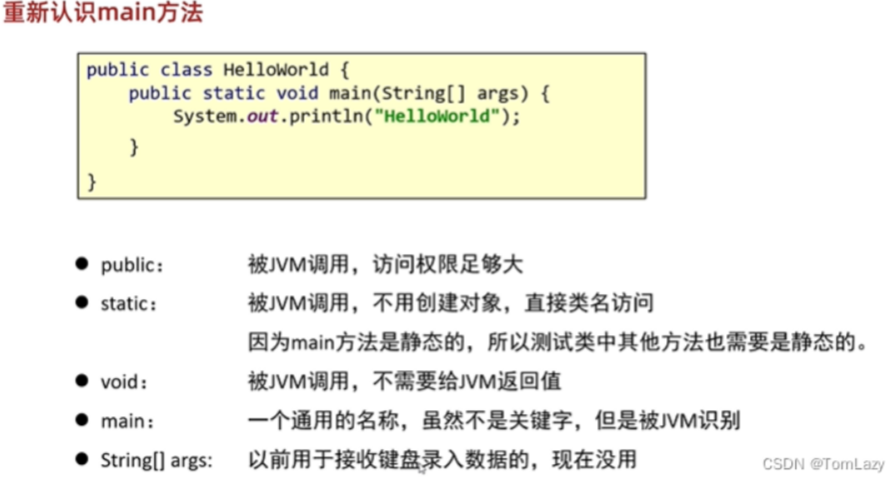 重新认识main方法
public class HelloWorld {
public static void main(String[] args) {
System.out.println("HelloWorld");
}
}
● public： 被JVM调用，访问权限足够大
● static： 被JVM调用，不用创建对象，直接类名访问
因为main方法是静态的，所以测试类中其他方法也需要是静态的。
● void： 被JVM调用，不需要给JVM返回值
● main： 一个通用的名称，虽然不是关键字，但是被JVM识别
● String[] args: 以前用于接收键盘录入数据的，现在没用
CSDN @TomLazy